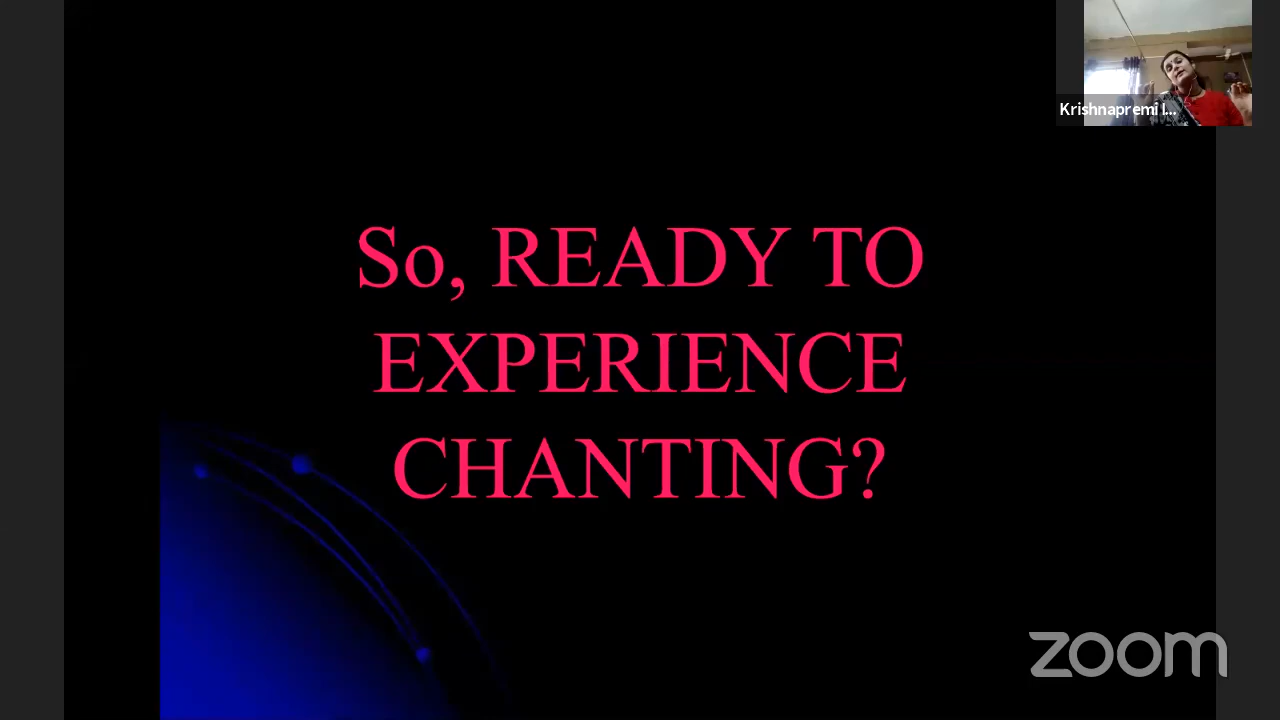 Krishnapremi
So, READY TO
EXPERIENCE
CHANTING?
zoom